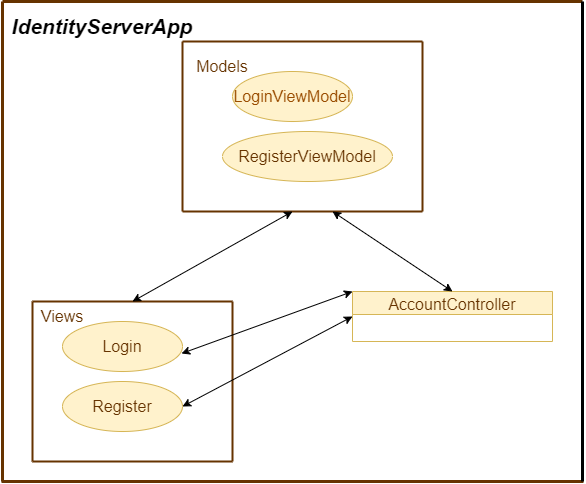 IdentityServerApp
Models
LoginViewModel
RegisterViewModel
Views
Login
Register
AccountController